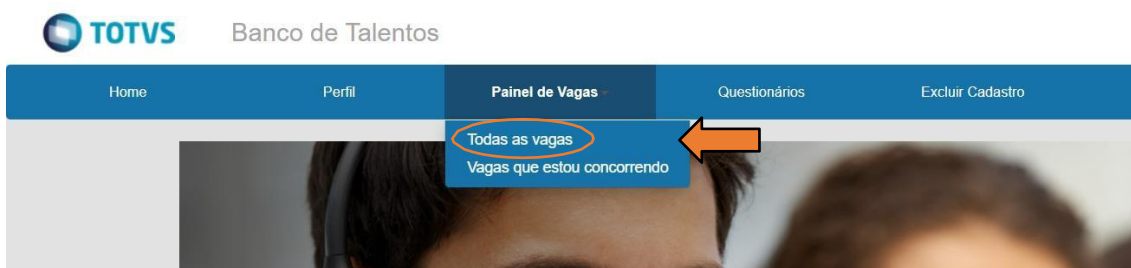 TOTVS Banco de Talentos
Home Perfil Painel de Vagas Questionários Excluir Cadastro
Todas as vagas
Vagas que estou concorrendo